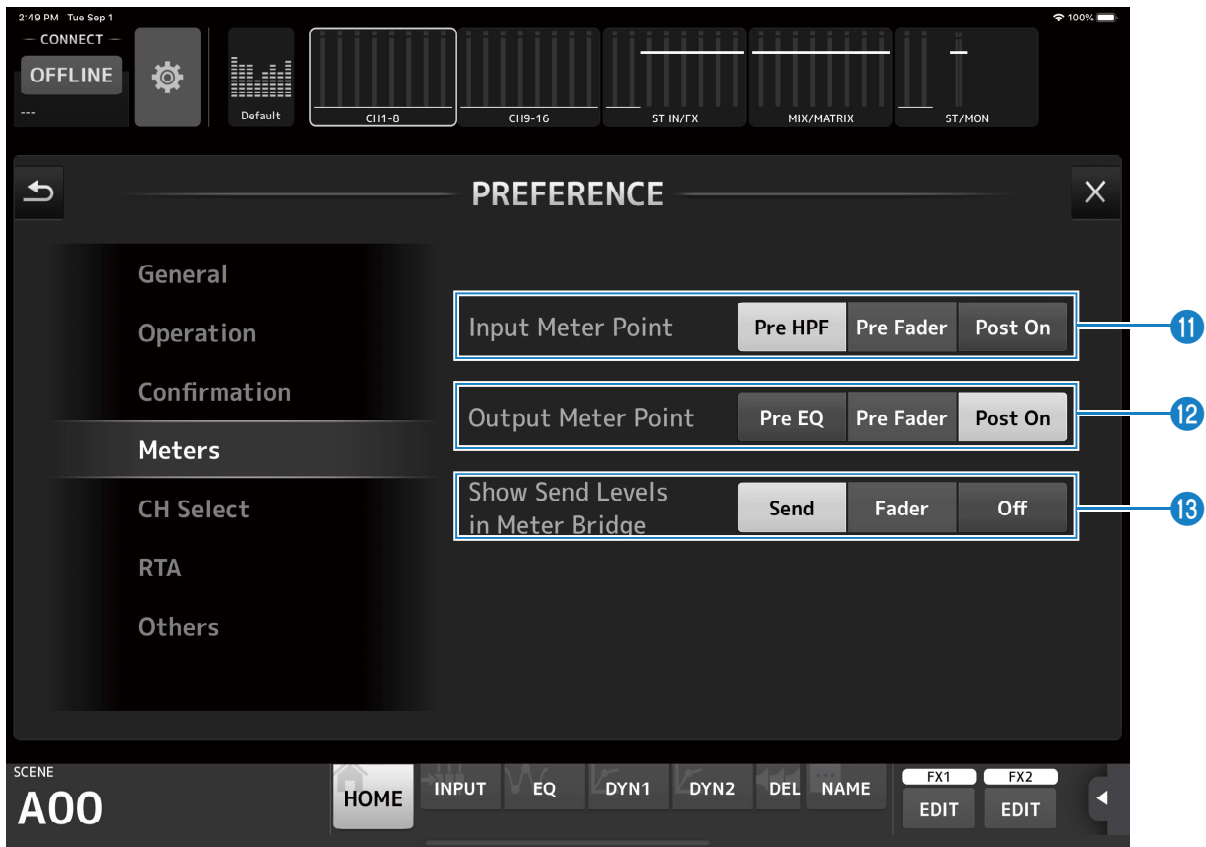 2:49 PM Tue Sep 1
100%
CONNECT
OFFLINE
---
Default
CH1-8
CH9-16
ST IN/FX
MIX/MATRIX
ST/MON
PREFERENCE
General
Operation
Confirmation
Meters
CH Select
RTA
Others
Input Meter Point
Pre HPF
Pre Fader
Post On
11
Output Meter Point
Pre EQ
Pre Fader
Post On
12
Show Send Levels
in Meter Bridge
Send
Fader
Off
13
SCENE
A00
HOME
INPUT
EQ
DYN1
DYN2
DEL
NAME
FX1
EDIT
FX2
EDIT